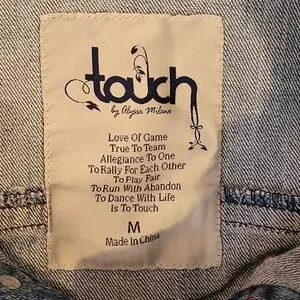 touch
by Alyssa Milano
Love Of Game
True To Team
Allegiance To One
To Rally For Each Other
To Play Fair
To Run With Abandon
To Dance With Life
Is To Touch
M
Made In China